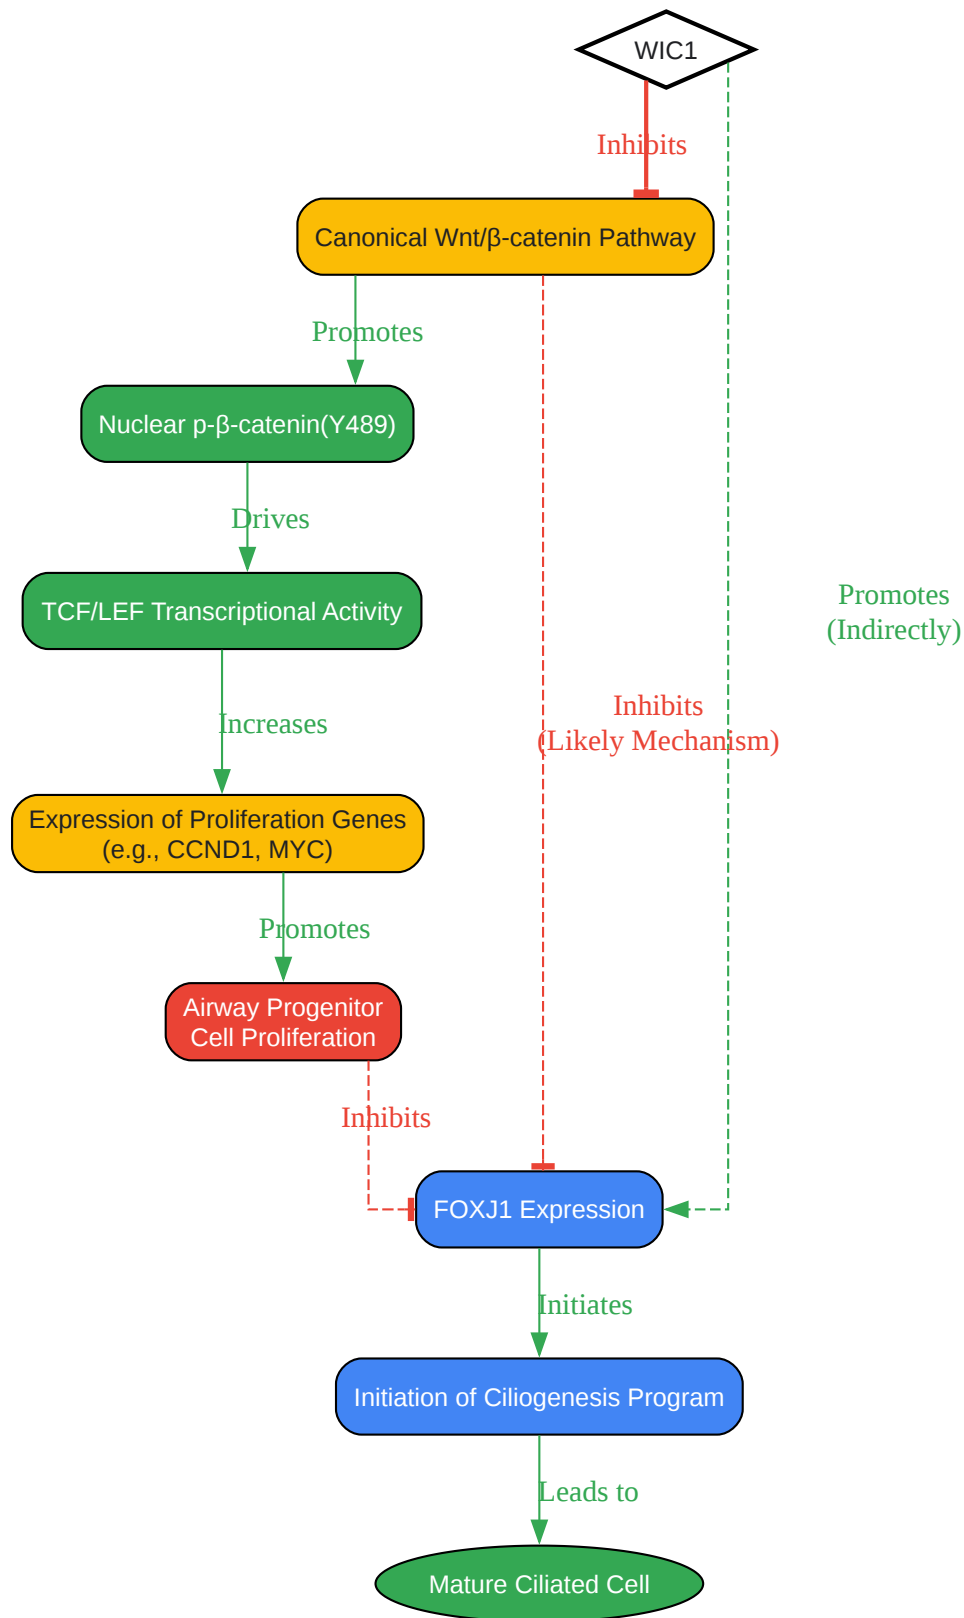 WIC1
Inhibits
Canonical Wnt/β-catenin Pathway
Promotes
Nuclear p-β-catenin(Y489)
Drives
TCF/LEF Transcriptional Activity
Promotes
(Indirectly)
Increases
Inhibits
(Likely Mechanism)
Expression of Proliferation Genes
(e.g., CCND1, MYC)
Promotes
Airway Progenitor
Cell Proliferation
Inhibits
FOXJ1 Expression
Initiates
Initiation of Ciliogenesis Program
Leads to
Mature Ciliated Cell